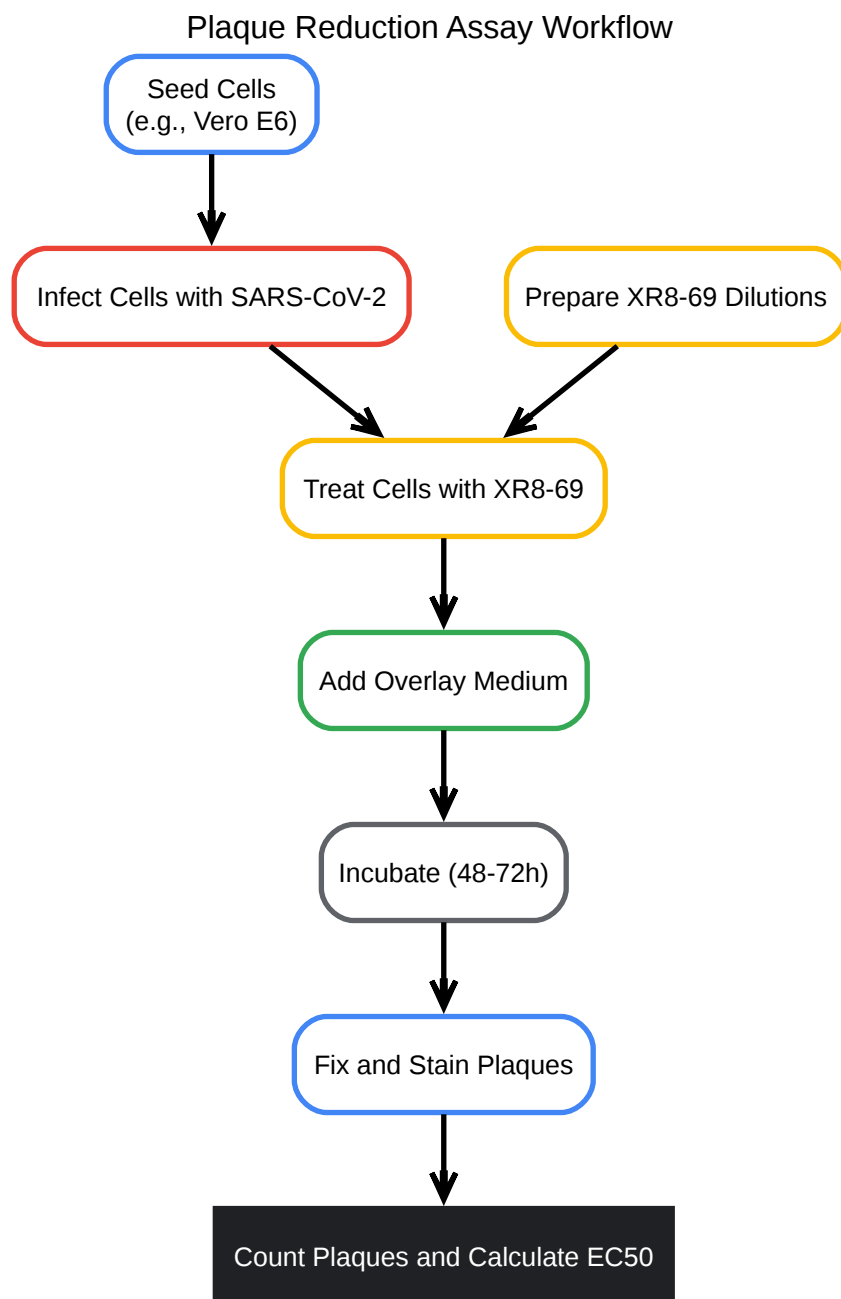 Plaque Reduction Assay Workflow
Seed Cells
(e.g., Vero E6)
Infect Cells with SARS-CoV-2
Prepare XR8-69 Dilutions
Treat Cells with XR8-69
Add Overlay Medium
Incubate (48-72h)
Fix and Stain Plaques
Count Plaques and Calculate EC50